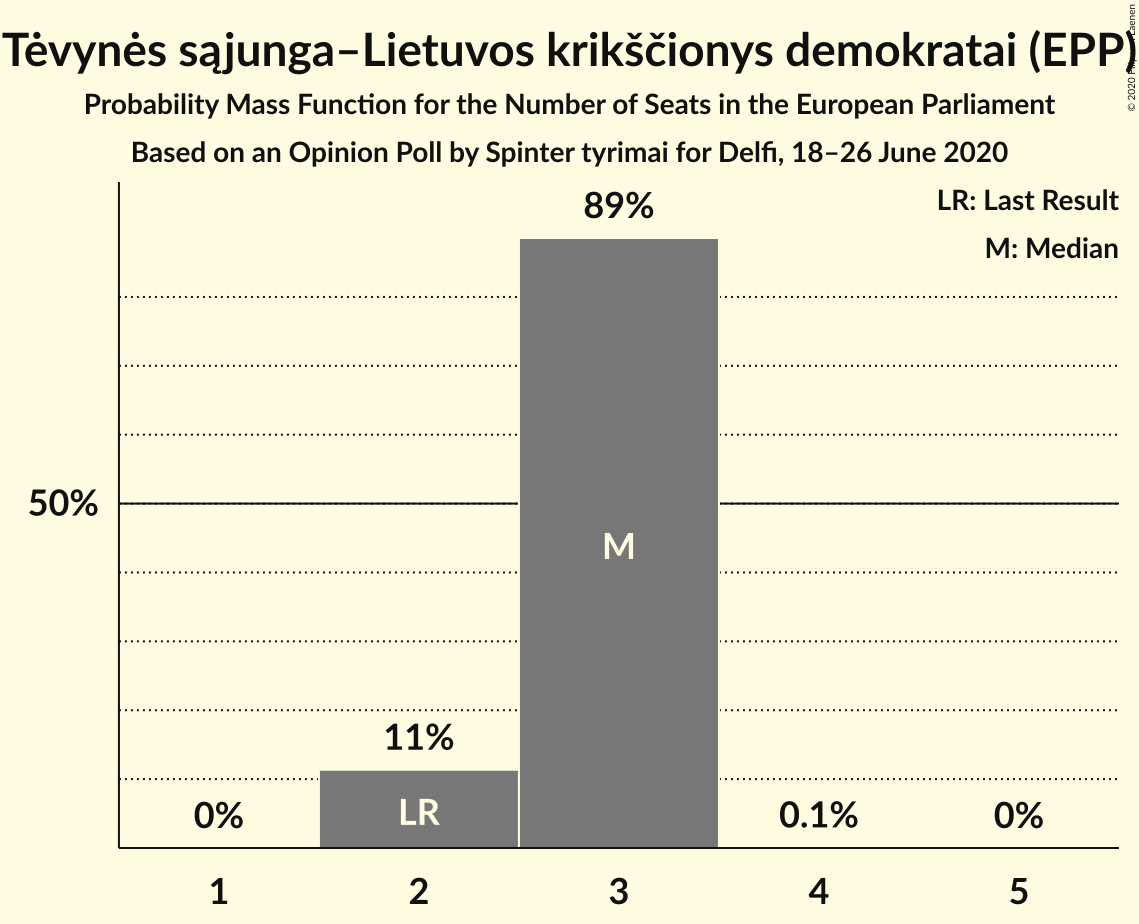 Tėvynės sąjunga–Lietuvos krikščionys demokratai (EPP)
Probability Mass Function for the Number of Seats in the European Parliament
Based on an Opinion Poll by Spinter tyrimai for Delfi, 18–26 June 2020
© 2020 Laenen
LR: Last Result
M: Median
89%
50%
M
11%
LR
0%
0.1%
0%
1 2 3 4 5